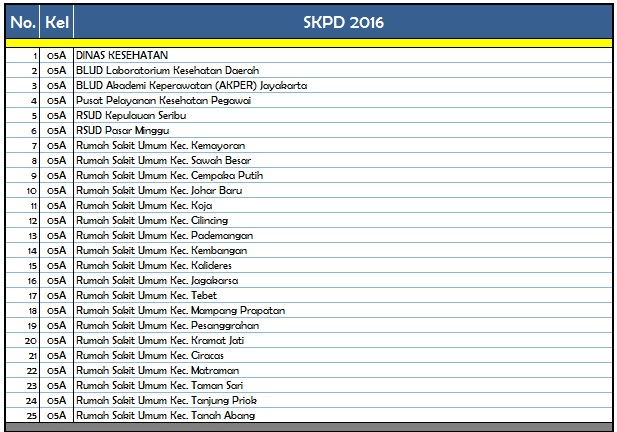 No. Kel SKPD 2016
1 05A DINAS KESEHATAN
2 05A BLUD Laboratorium Kesehatan Daerah
3 05A BLUD Akademi Keperawatan (AKPER) Jayakarta
4 05A Pusat Pelayanan Kesehatan Pegawai
5 05A RSUD Kepulauan Seribu
6 05A RSUD Pasar Minggu
7 05A Rumah Sakit Umum Kec. Kemayoran
8 05A Rumah Sakit Umum Kec. Sawah Besar
9 05A Rumah Sakit Umum Kec. Cempaka Putih
10 05A Rumah Sakit Umum Kec. Johar Baru
11 05A Rumah Sakit Umum Kec. Koja
12 05A Rumah Sakit Umum Kec. Cilincing
13 05A Rumah Sakit Umum Kec. Pademangan
14 05A Rumah Sakit Umum Kec. Kembangan
15 05A Rumah Sakit Umum Kec. Kalideres
16 05A Rumah Sakit Umum Kec. Jagakarsa
17 05A Rumah Sakit Umum Kec. Tebet
18 05A Rumah Sakit Umum Kec. Mampang Prapatan
19 05A Rumah Sakit Umum Kec. Pesanggrahan
20 05A Rumah Sakit Umum Kec. Kramat Jati
21 05A Rumah Sakit Umum Kec. Ciracas
22 05A Rumah Sakit Umum Kec. Matraman
23 05A Rumah Sakit Umum Kec. Taman Sari
24 05A Rumah Sakit Umum Kec. Tanjung Priok
25 05A Rumah Sakit Umum Kec. Tanah Abang